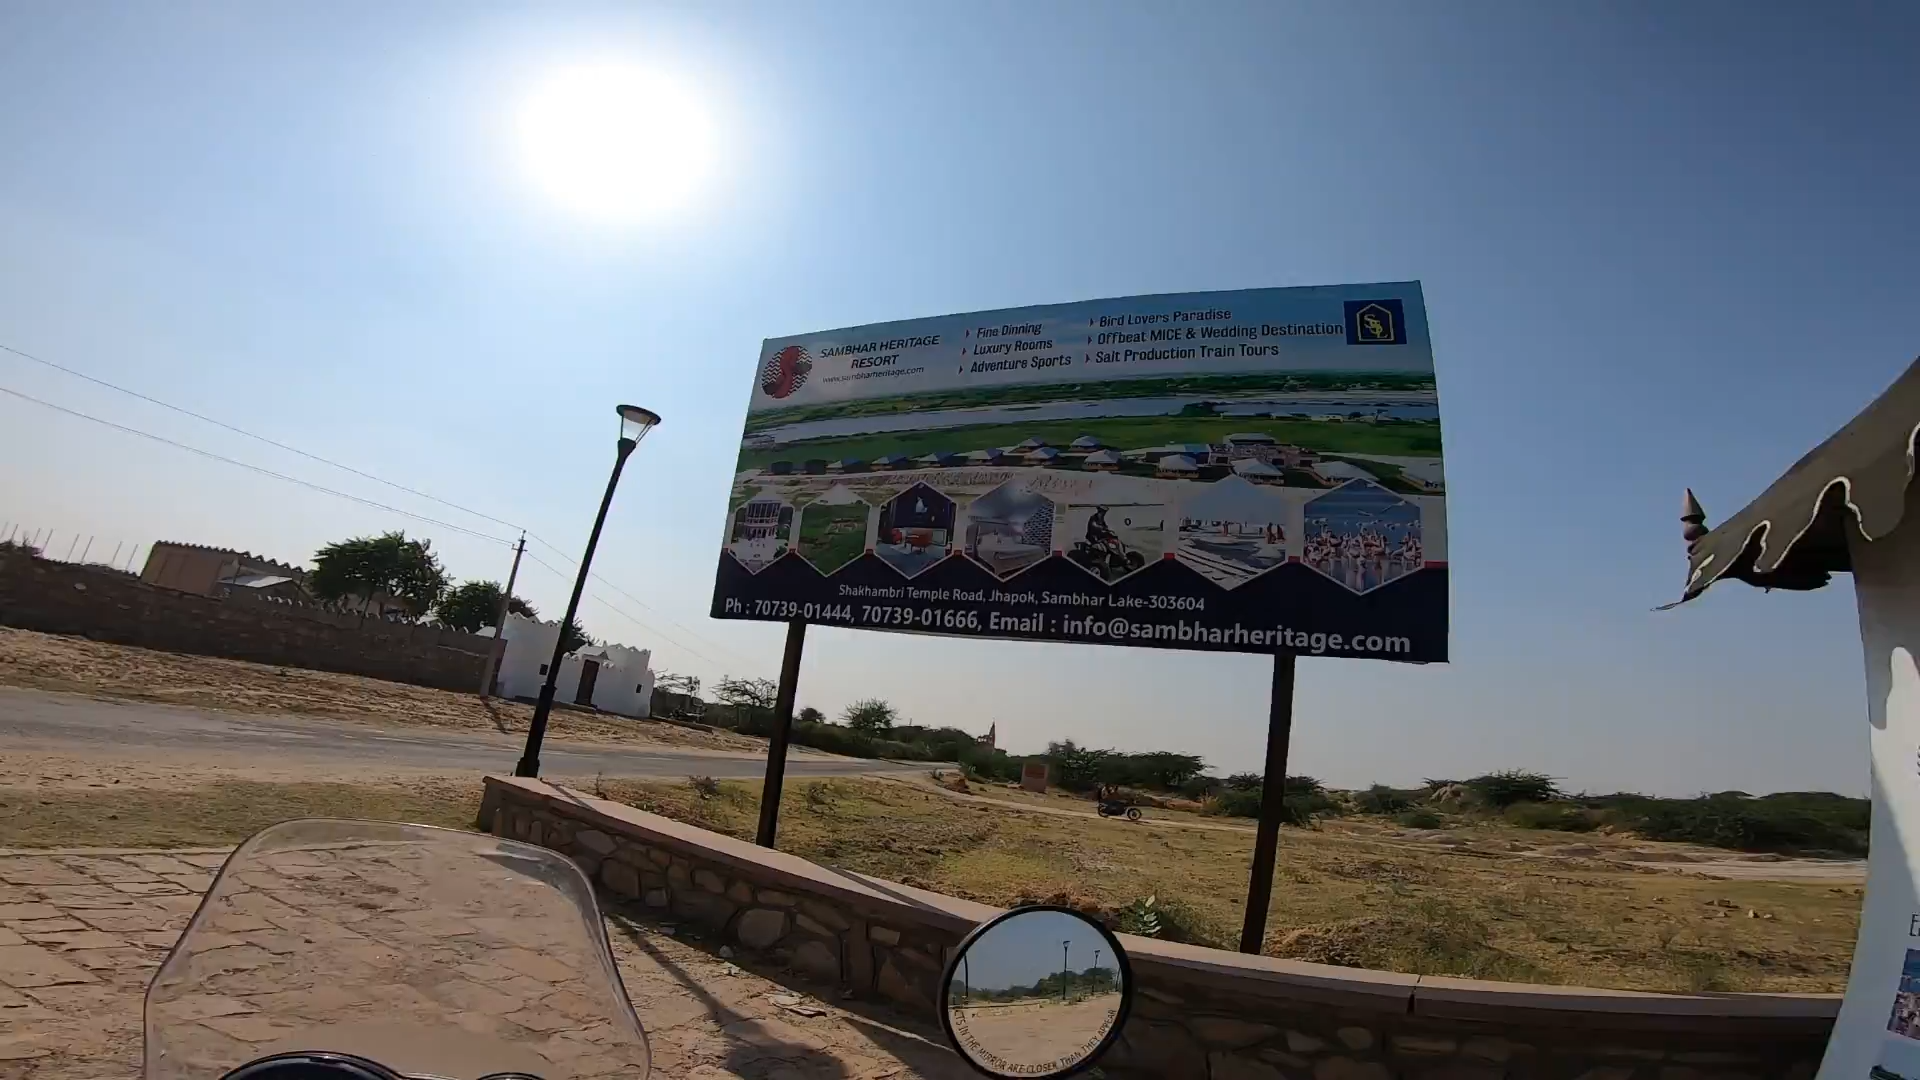 SAMBHAR HERITAGE
RESORT
www.sambharheritage.com
Fine Dinning
Luxury Rooms
Adventure Sports
Bird Lovers Paradise
Offbeat MICE & Wedding Destination
Salt Production Train Tours
SSL
Shakhambri Temple Road, Jhapok, Sambhar Lake-303604
Ph : 70739-01444, 70739-01666, Email : info@sambharheritage.com
IN THE MIRROR ARE CLOSER THAN THEY APPEAR